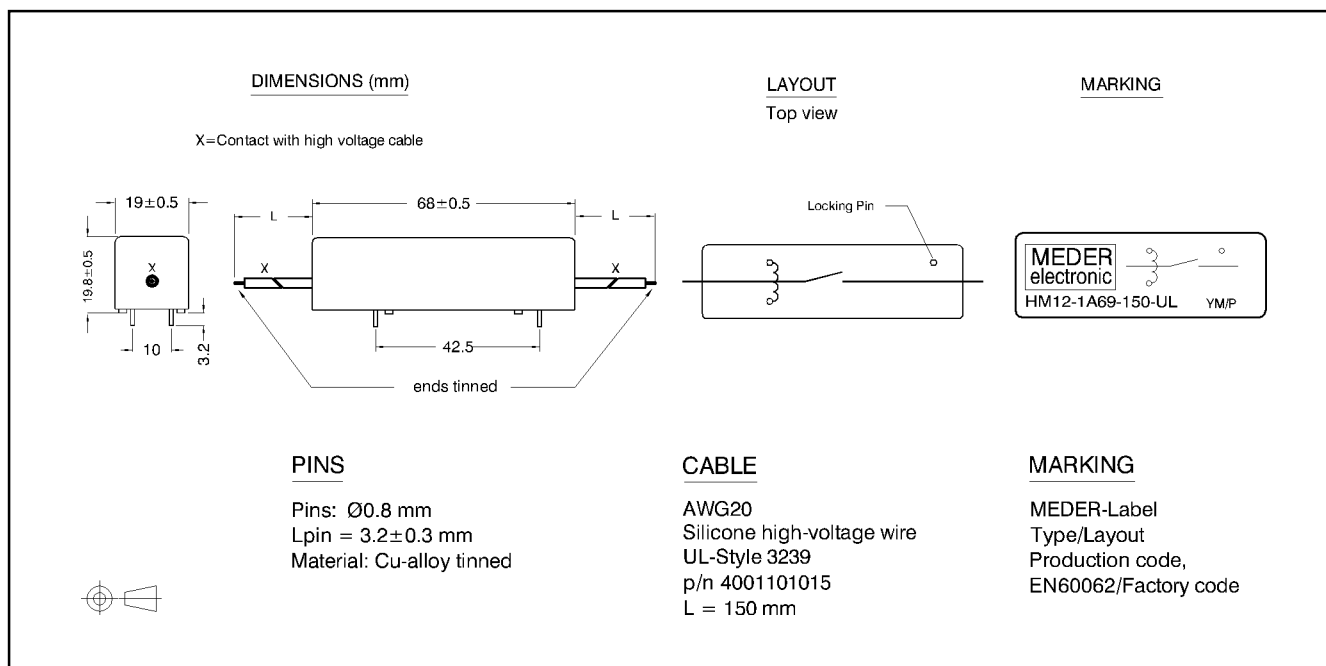 DIMENSIONS (mm)
LAYOUT
Top view
MARKING
X=Contact with high voltage cable
19±0.5
L
68±0.5
L
Locking Pin
19.8±0.5
X
X
X
MEDER
electronic
HM12-1A69-150-UL
YM/P
10
3.2
42.5
ends tinned
PINS
Pins: Ø0.8 mm
Lpin = 3.2±0.3 mm
Material: Cu-alloy tinned
CABLE
AWG20
Silicone high-voltage wire
UL-Style 3239
p/n 4001101015
L = 150 mm
MARKING
MEDER-Label
Type/Layout
Production code,
EN60062/Factory code